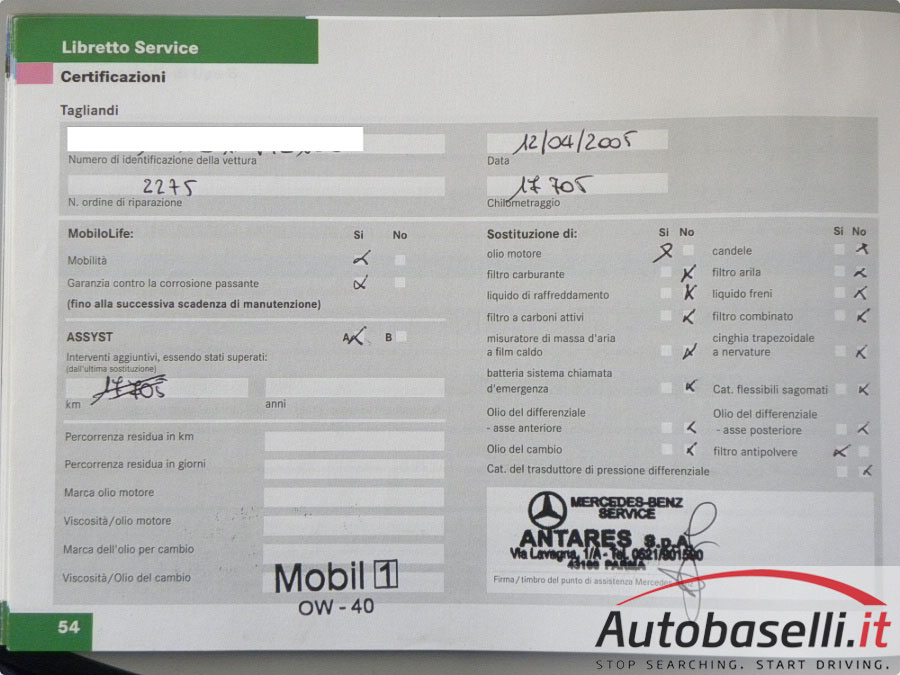 Libretto Service
Certificazioni
Tagliandi
Numero di identificazione della vettura
2275
N. ordine di riparazione
12/04/2005
Data
17 705
Chilometraggio
MobiloLife: Si No
Mobilità
Garanzia contro la corrosione passante
(fino alla successiva scadenza di manutenzione)
ASSYST A B
Interventi aggiuntivi, essendo stati superati:
(dall'ultima sostituzione)
17705
km anni
Percorrenza residua in km
Percorrenza residua in giorni
Marca olio motore
Viscosità/olio motore
Marca dell'olio per cambio
Viscosità/Olio del cambio
Mobil 1
OW - 40
Sostituzione di: Si No Si No
olio motore candele
filtro carburante filtro arila
liquido di raffreddamento liquido freni
filtro a carboni attivi filtro combinato
misuratore di massa d'aria cinghia trapezoidale
a film caldo a nervature
batteria sistema chiamata
d'emergenza Cat. flessibili sagomati
Olio del differenziale Olio del differenziale
- asse anteriore - asse posteriore
Olio del cambio filtro antipolvere
Cat. del trasduttore di pressione differenziale
MERCEDES-BENZ
SERVICE
ANTARES S.p.A.
Via Lavagna, 1/A - Tel. 0521/901590
43100 PARMA
Firma/timbro del punto di assistenza Mercedes
54
Autobaselli.it
STOP SEARCHING. START DRIVING.